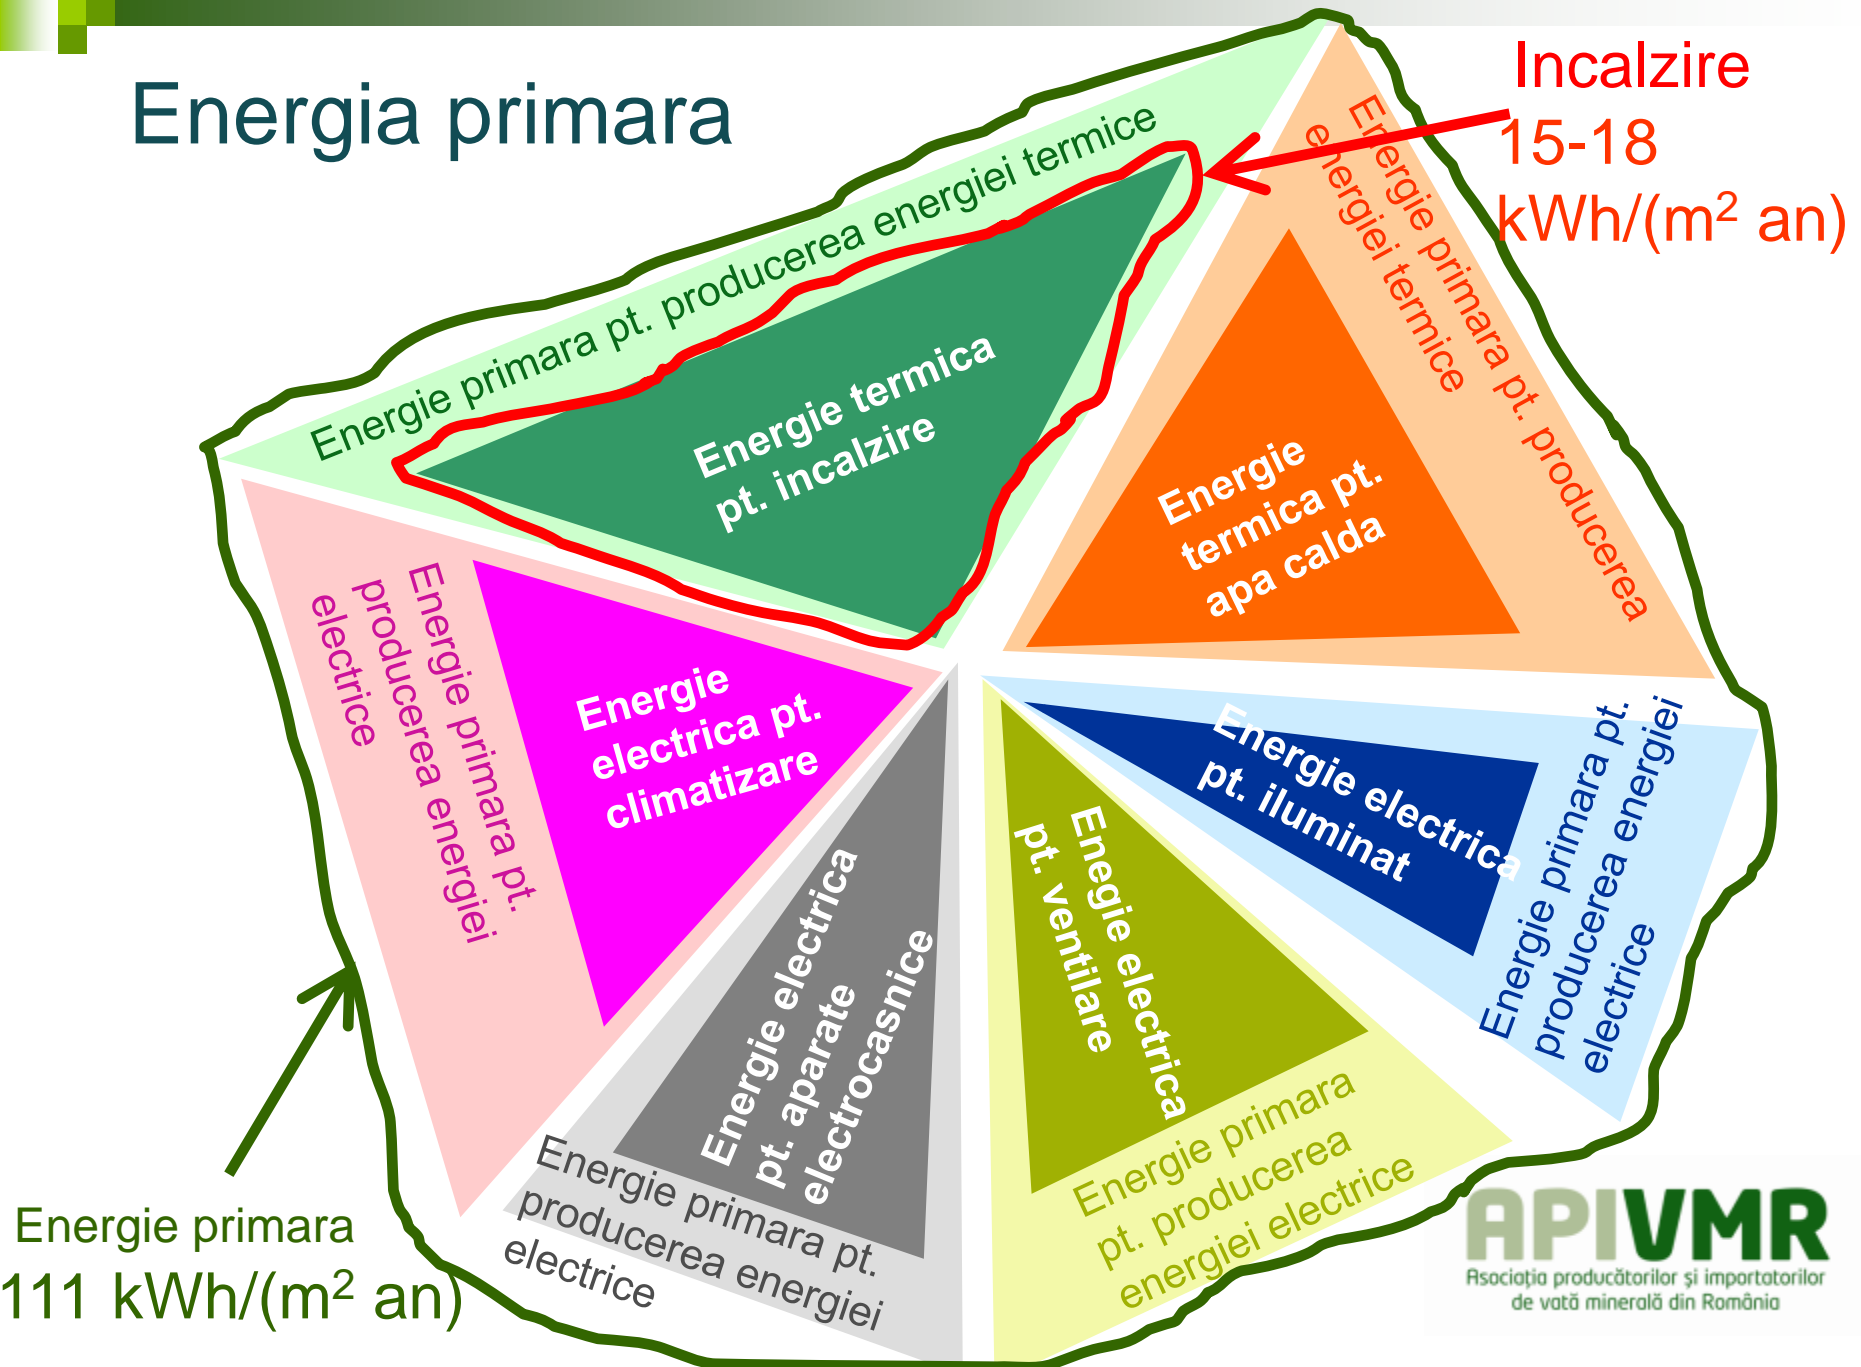 Energia primara
Incalzire
15-18
kWh/(m² an)
Energie primara pt. producerea energiei termice
Energie termica
pt. incalzire
Energie primara pt. producerea
energiei termice
Energie
termica pt.
apa calda
Energie primara pt.
producerea energiei
electrice
Energie
electrica pt.
climatizare
Energie electrica
pt. iluminat
Energie primara pt.
producerea energiei
electrice
Energie electrica
pt. aparate
electrocasnice
Energie primara pt.
producerea energiei
electrice
Enegie electrica
pt. ventilare
Energie primara
pt. producerea
energiei electrice
Energie primara
111 kWh/(m² an)
APIVMR
Asociația producătorilor și importatorilor
de vată minerală din România